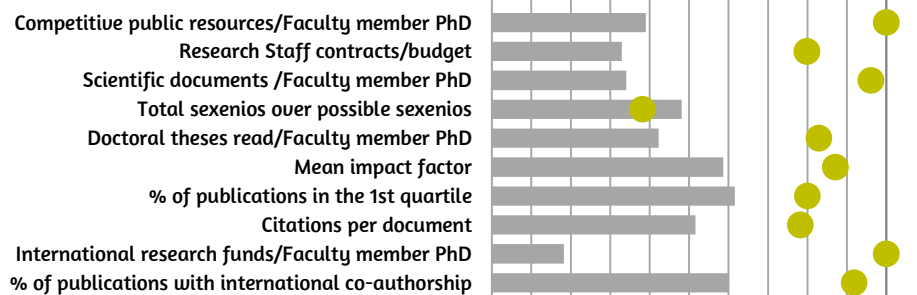 Competitive public resources/Faculty member PhD
Research Staff contracts/budget
Scientific documents /Faculty member PhD
Total sexenios over possible sexenios
Doctoral theses read/Faculty member PhD
Mean impact factor
% of publications in the 1st quartile
Citations per document
International research funds/Faculty member PhD
% of publications with international co-authorship